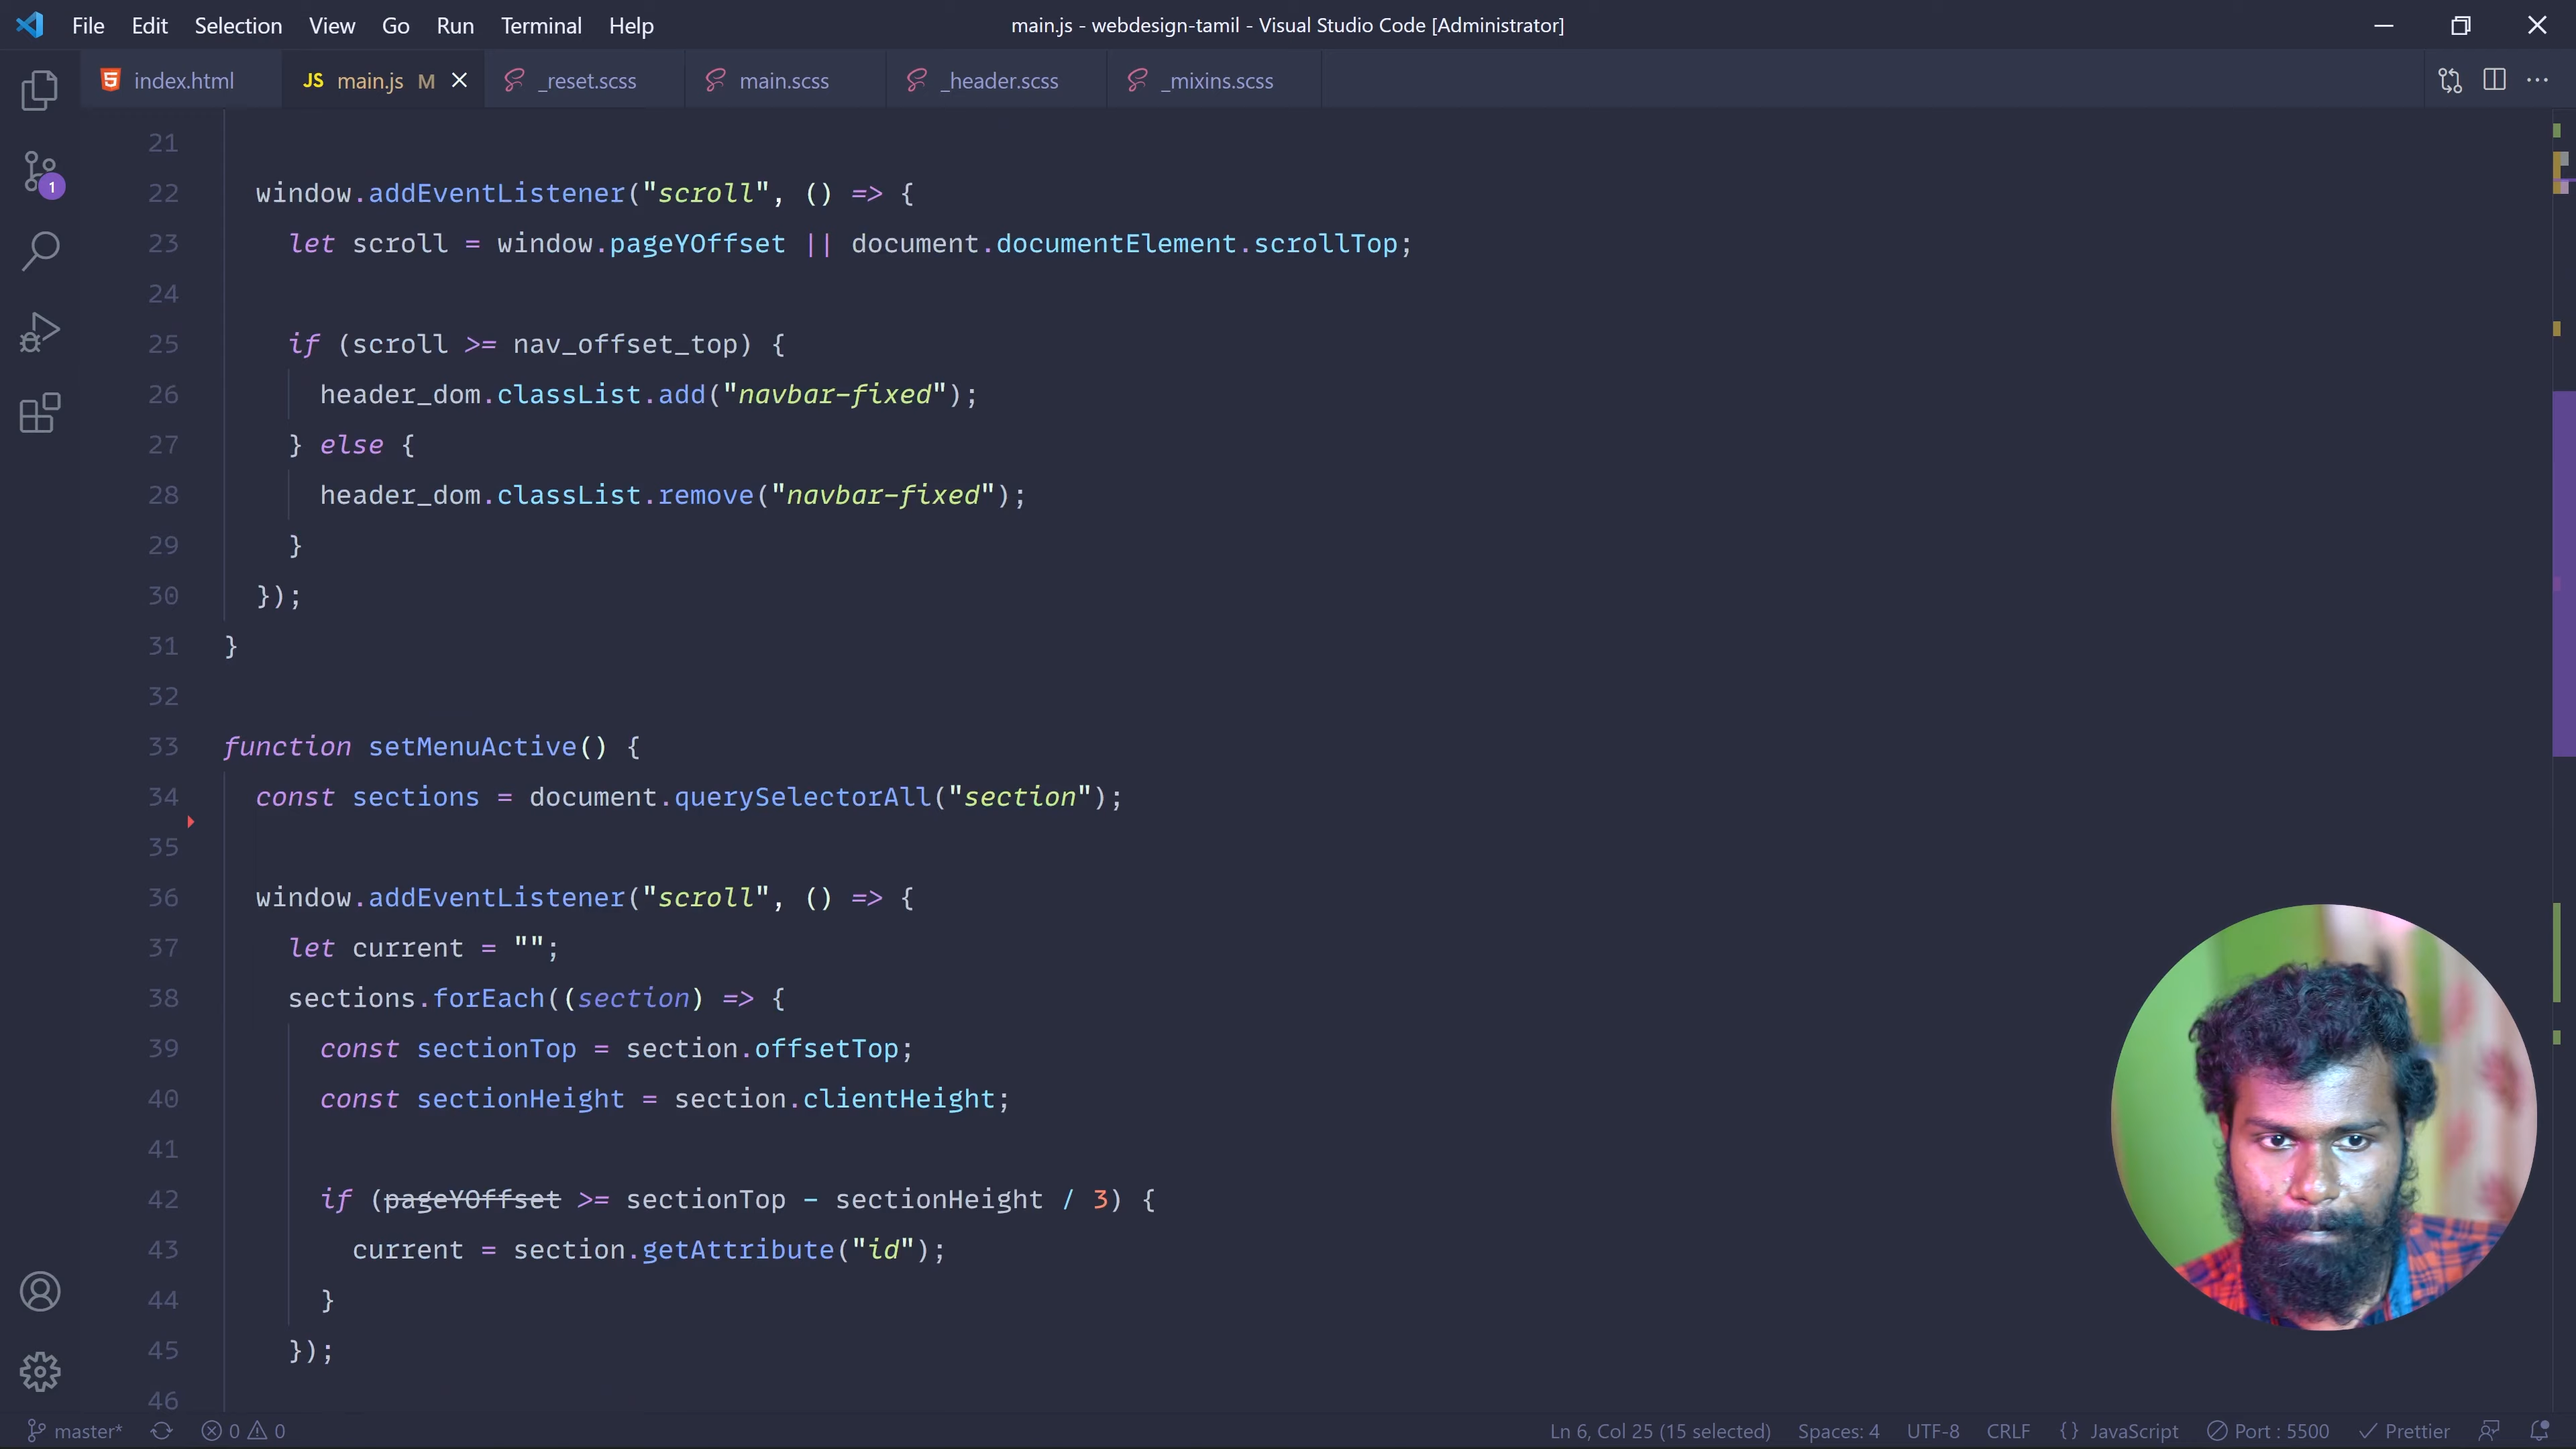 File Edit Selection View Go Run Terminal Help main.js - webdesign-tamil - Visual Studio Code [Administrator]
index.html JS main.js M _reset.scss main.scss _header.scss _mixins.scss
1
21
22 window.addEventListener("scroll", () => {
23 let scroll = window.pageYOffset || document.documentElement.scrollTop;
24
25 if (scroll >= nav_offset_top) {
26 header_dom.classList.add("navbar-fixed");
27 } else {
28 header_dom.classList.remove("navbar-fixed");
29 }
30 });
31 }
32
33 function setMenuActive() {
34 const sections = document.querySelectorAll("section");
35
36 window.addEventListener("scroll", () => {
37 let current = "";
38 sections.forEach((section) => {
39 const sectionTop = section.offsetTop;
40 const sectionHeight = section.clientHeight;
41
42 if (pageYOffset >= sectionTop - sectionHeight / 3) {
43 current = section.getAttribute("id");
44 }
45 });
46
master* 0 0 Ln 6, Col 25 (15 selected) Spaces: 4 UTF-8 CRLF {} JavaScript Port : 5500 Prettier